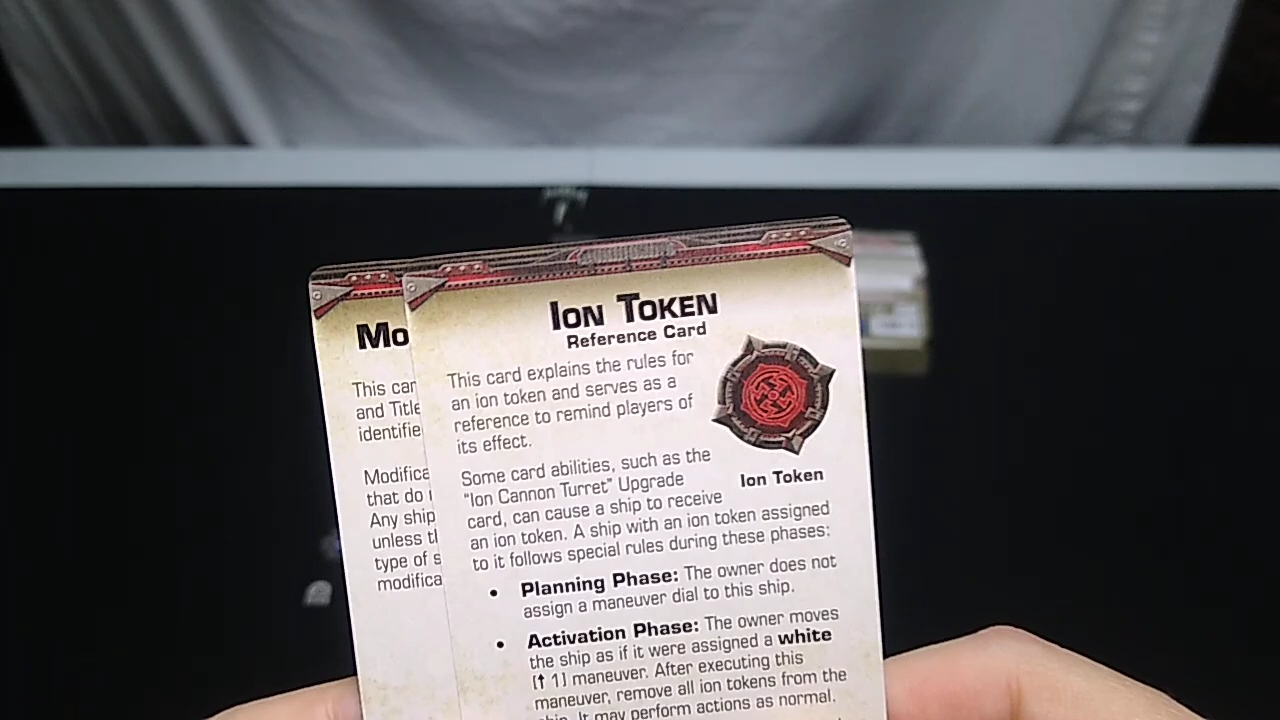 Ion Token
Reference Card
This card explains the rules for
an ion token and serves as a
reference to remind players of
its effect.
Some card abilities, such as the
"Ion Cannon Turret" Upgrade
card, can cause a ship to receive
an ion token. A ship with an ion token assigned
to it follows special rules during these phases:
Ion Token
• Planning Phase: The owner does not
assign a maneuver dial to this ship.
• Activation Phase: The owner moves
the ship as if it were assigned a white
[↑ 1] maneuver. After executing this
maneuver, remove all ion tokens from the
ship. It may perform actions as normal.
Mo
This car
and Title
identifie
Modifica
that do
Any ship
unless t
type of s
modifica